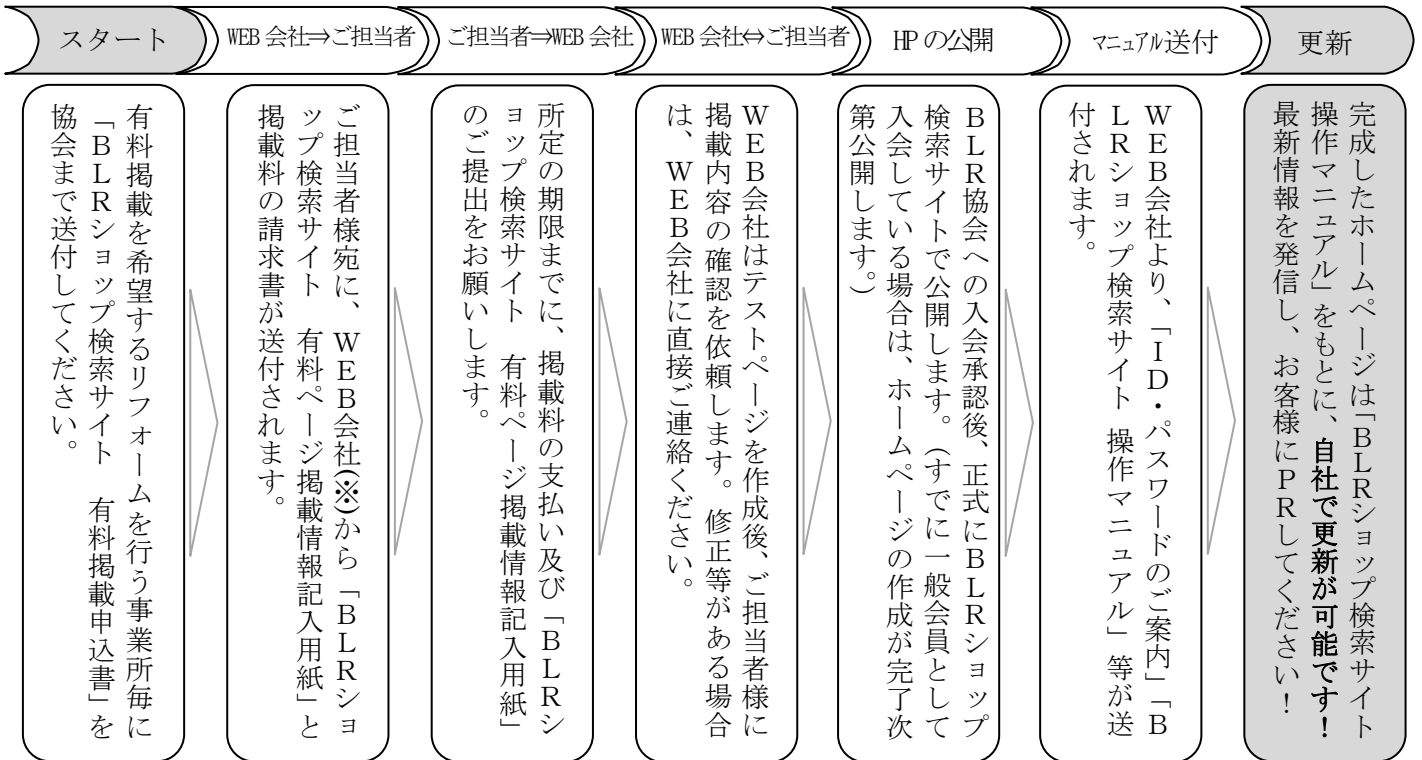 スタート
WEB会社⇒ご担当者
ご担当者⇒WEB会社
WEB会社⇔ご担当者
HPの公開
マニュアル送付
更新
有料掲載を希望するリフォームを行う事業所毎に
「BLRショップ検索サイト　有料掲載申込書」を
協会まで送付してください。
ご担当者様宛に、WEB会社(※)から「BLRショ
ップ検索サイト　有料ページ掲載情報記入用紙」と
掲載料の請求書が送付されます。
所定の期限までに、掲載料の支払い及び「BLRシ
ョップ検索サイト　有料ページ掲載情報記入用紙」
のご提出をお願いします。
WEB会社はテストページを作成後、ご担当者様に
掲載内容の確認を依頼します。修正等がある場合
は、WEB会社に直接ご連絡ください。
BLR協会への入会承認後、正式にBLRショップ
検索サイトで公開します。（すでに一般会員として
入会している場合は、ホームページの作成が完了次
第公開します。）
WEB会社より、「ID・パスワードのご案内」「B
LRショップ検索サイト 操作マニュアル」等が送
付されます。
完成したホームページは「BLRショップ検索サイト
操作マニュアル」をもとに、自社で更新が可能です！
最新情報を発信し、お客様にPRしてください！